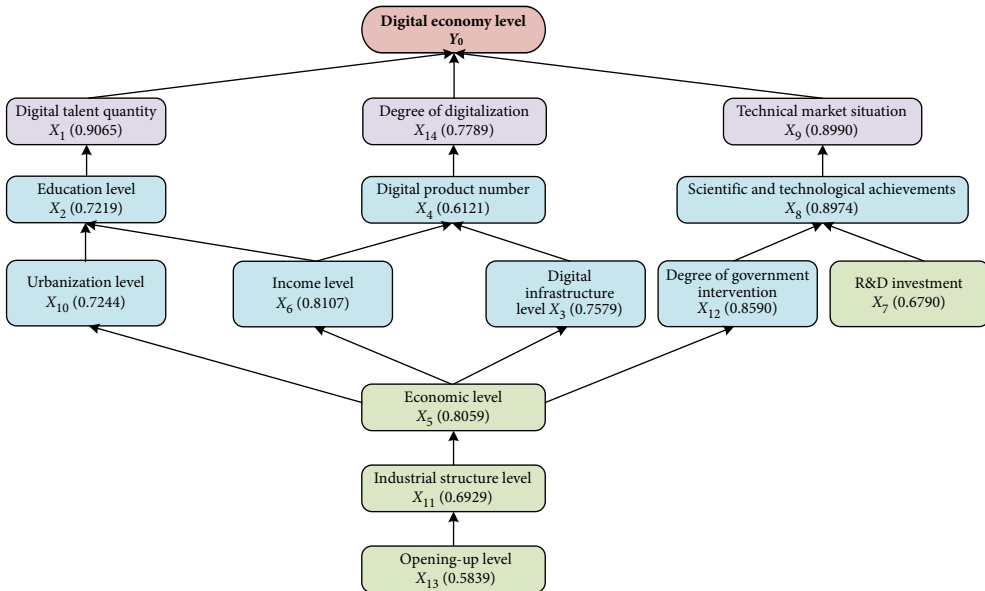 Digital economy level
Y0
Digital talent quantity
X1 (0.9065)
Degree of digitalization
X14 (0.7789)
Technical market situation
X9 (0.8990)
Education level
X2 (0.7219)
Digital product number
X4 (0.6121)
Scientific and technological achievements
X8 (0.8974)
Urbanization level
X10 (0.7244)
Income level
X6 (0.8107)
Digital
infrastructure
level X3 (0.7579)
Degree of government
intervention
X12 (0.8590)
R&D investment
X7 (0.6790)
Economic level
X5 (0.8059)
Industrial structure level
X11 (0.6929)
Opening-up level
X13 (0.5839)